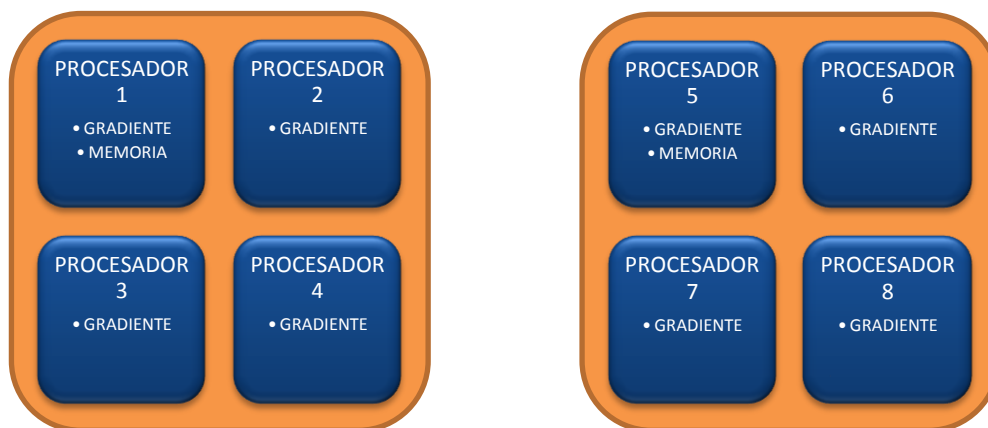 PROCESADOR
1
• GRADIENTE
• MEMORIA
PROCESADOR
2
• GRADIENTE
PROCESADOR
3
• GRADIENTE
PROCESADOR
4
• GRADIENTE
PROCESADOR
5
• GRADIENTE
• MEMORIA
PROCESADOR
6
• GRADIENTE
PROCESADOR
7
• GRADIENTE
PROCESADOR
8
• GRADIENTE